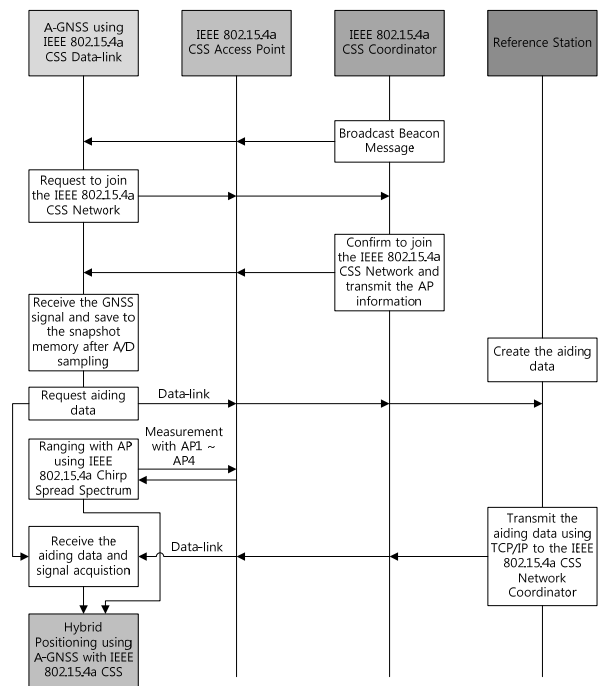 A-GNSS using
IEEE 802.15.4a
CSS Data-link
IEEE 802.15.4a
CSS Access Point
IEEE 802.15.4a
CSS Coordinator
Reference Station
Broadcast Beacon
Message
Request to join
the IEEE 802.15.4a
CSS Network
Confirm to join
the IEEE 802.15.4a
CSS Network and
transmit the AP
information
Receive the GNSS
signal and save to
the snapshot
memory after A/D
sampling
Create the aiding
data
Request aiding
data
Data-link
Ranging with AP
using IEEE
802.15.4a Chirp
Spread Spectrum
Measurement
with AP1 ~
AP4
Receive the
aiding data and
signal acqustion
Data-link
Transmit the
aiding data using
TCP/IP to the IEEE
802.15.4a CSS
Network
Coordinator
Hybrid
Positioning using
A-GNSS with IEEE
802.15.4a CSS